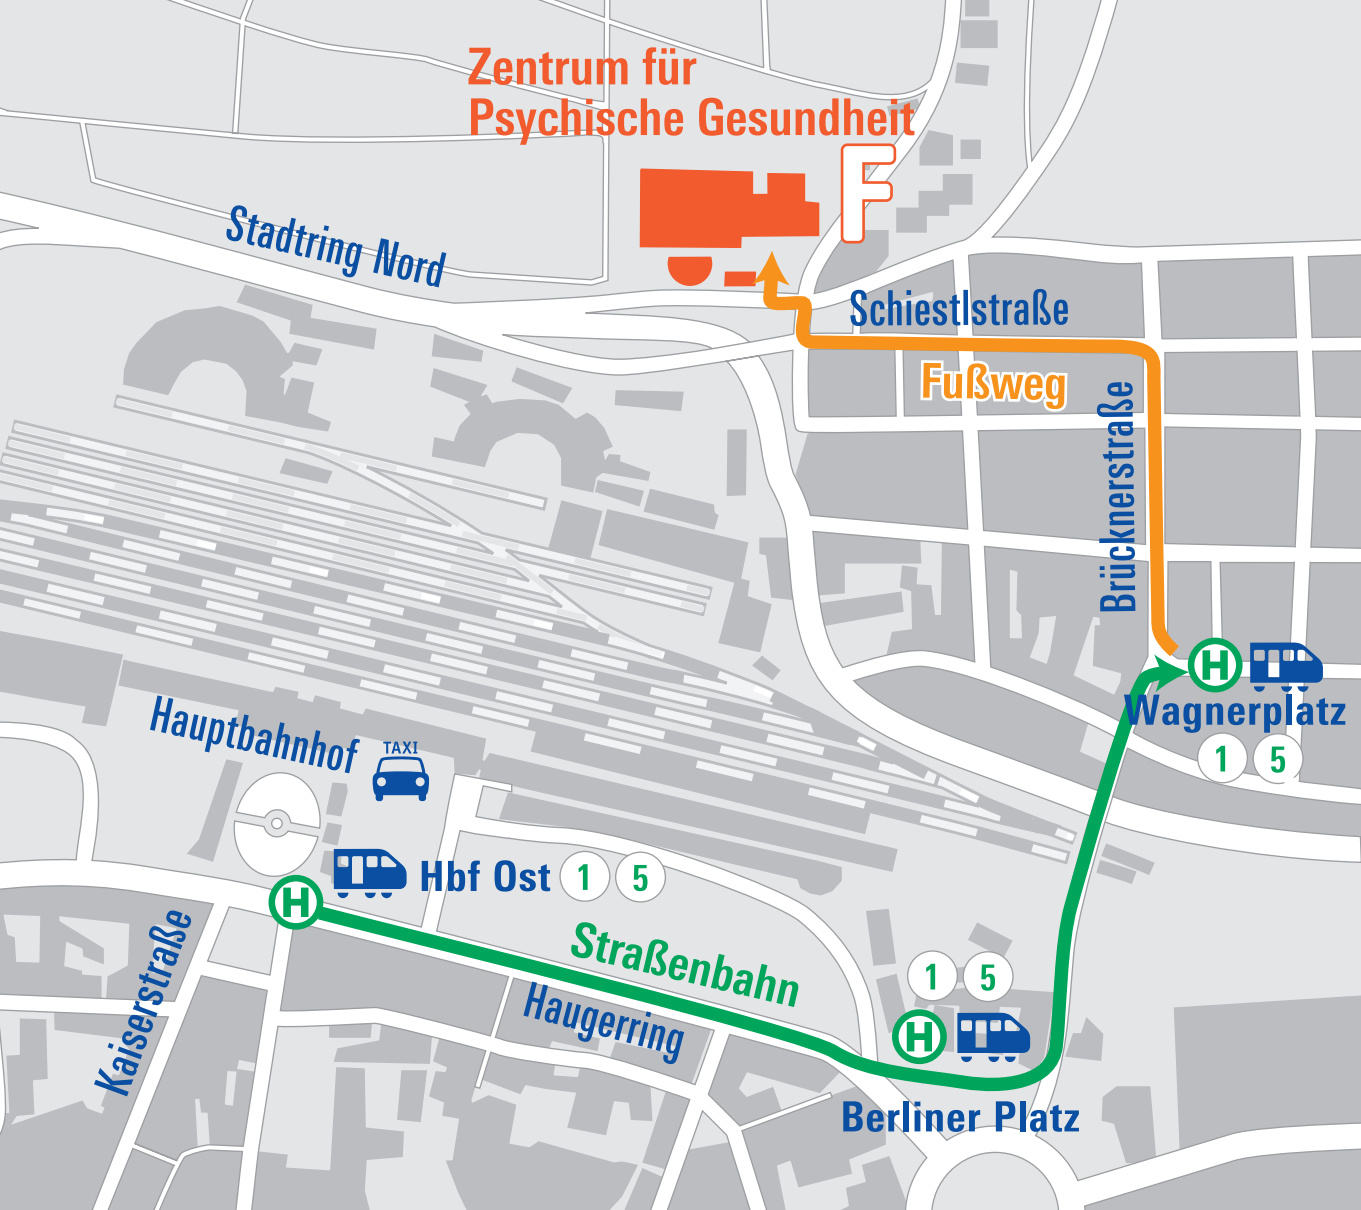 Zentrum für
Psychische Gesundheit
F
Stadtring Nord
Schiestlstraße
Fußweg
Brücknerstraße
H
Wagnerplatz
1 5
Hauptbahnhof
TAXI
H
Hbf Ost 1 5
Straßenbahn
Haugerring
Kaiserstraße
1 5
H
Berliner Platz